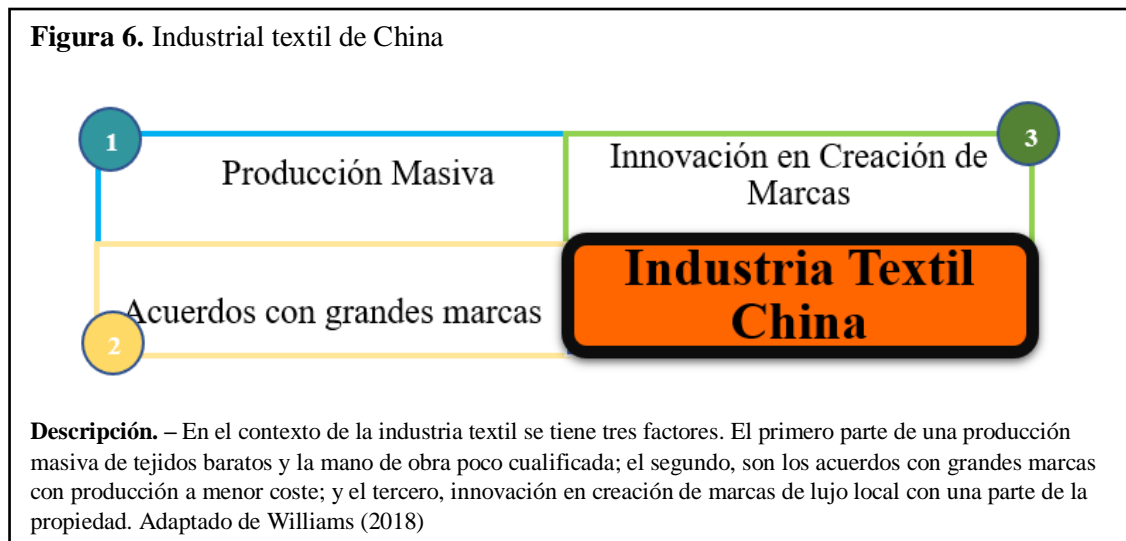 Figura 6. Industrial textil de China
1
Producción Masiva
3
Innovación en Creación de
Marcas
2
Acuerdos con grandes marcas
Industria Textil
China
Descripción. – En el contexto de la industria textil se tiene tres factores. El primero parte de una producción
masiva de tejidos baratos y la mano de obra poco cualificada; el segundo, son los acuerdos con grandes marcas
con producción a menor coste; y el tercero, innovación en creación de marcas de lujo local con una parte de la
propiedad. Adaptado de Williams (2018)